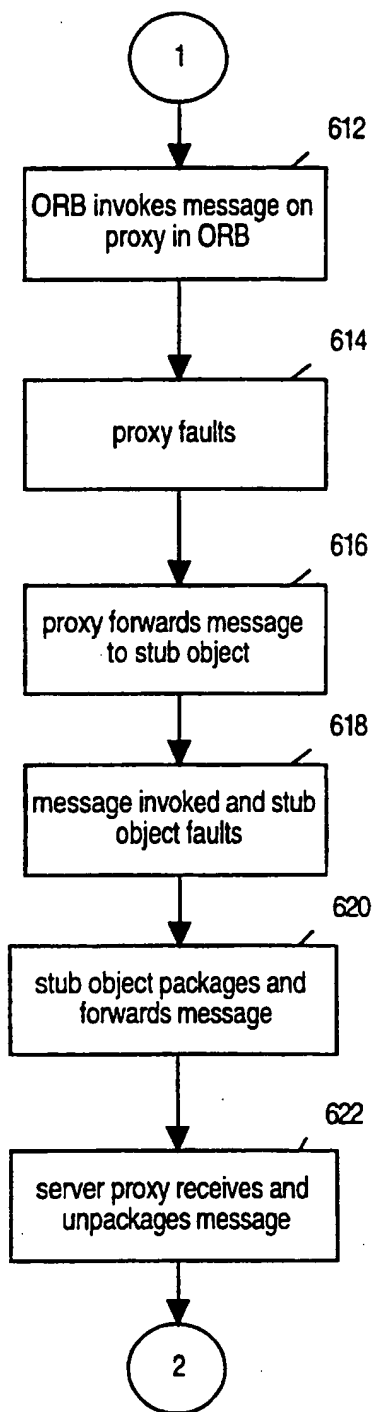 1
612
ORB invokes message on
proxy in ORB
614
proxy faults
616
proxy forwards message
to stub object
618
message invoked and stub
object faults
620
stub object packages and
forwards message
622
server proxy receives and
unpackages message
2